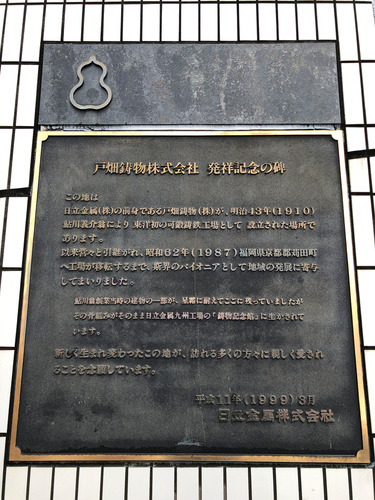 戸畑鋳物株式会社 発祥記念の碑
この地は
日立金属(株)の前身である戸畑鋳物(株)が、明治43年(1910)
鮎川義介翁により 東洋初の可鍛鋳鉄工場として 設立された場所で
あります。
以来営々と引継がれ、昭和62年(1987)福岡県京都郡苅田町
へ工場が移転するまで、斯界のパイオニアとして地域の発展に寄与
してまいりました。
鮎川翁創業当時の建物の一部が、星霜に耐えてここに 残っていましたが
その骨組みがそのまま日立金属九州工場の「鋳物記念館」に生かされて
います。
新しく生まれ変わったこの地が、訪れる多くの方々に親しく愛され
ることを念願しています。
平成11年(1999)3月
日立金属株式会社